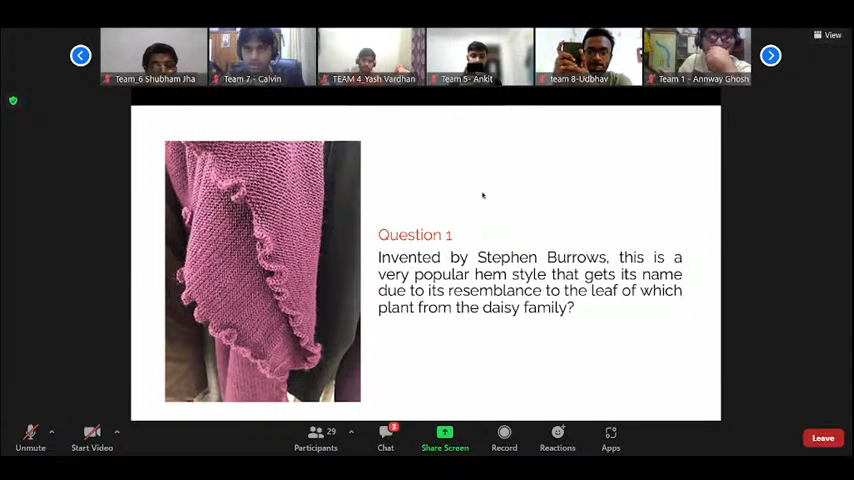 View
Team_6 Shubham Jha
Team 7 - Calvin
TEAM 4_Yash Vardhan
Team 5- Ankit
team 8-Udbhav
Team 1 - Annway Ghosh
Question 1
Invented by Stephen Burrows, this is a
very popular hem style that gets its name
due to its resemblance to the leaf of which
plant from the daisy family?
Unmute
Start Video
29
Participants
3
Chat
Share Screen
Record
Reactions
Apps
Leave